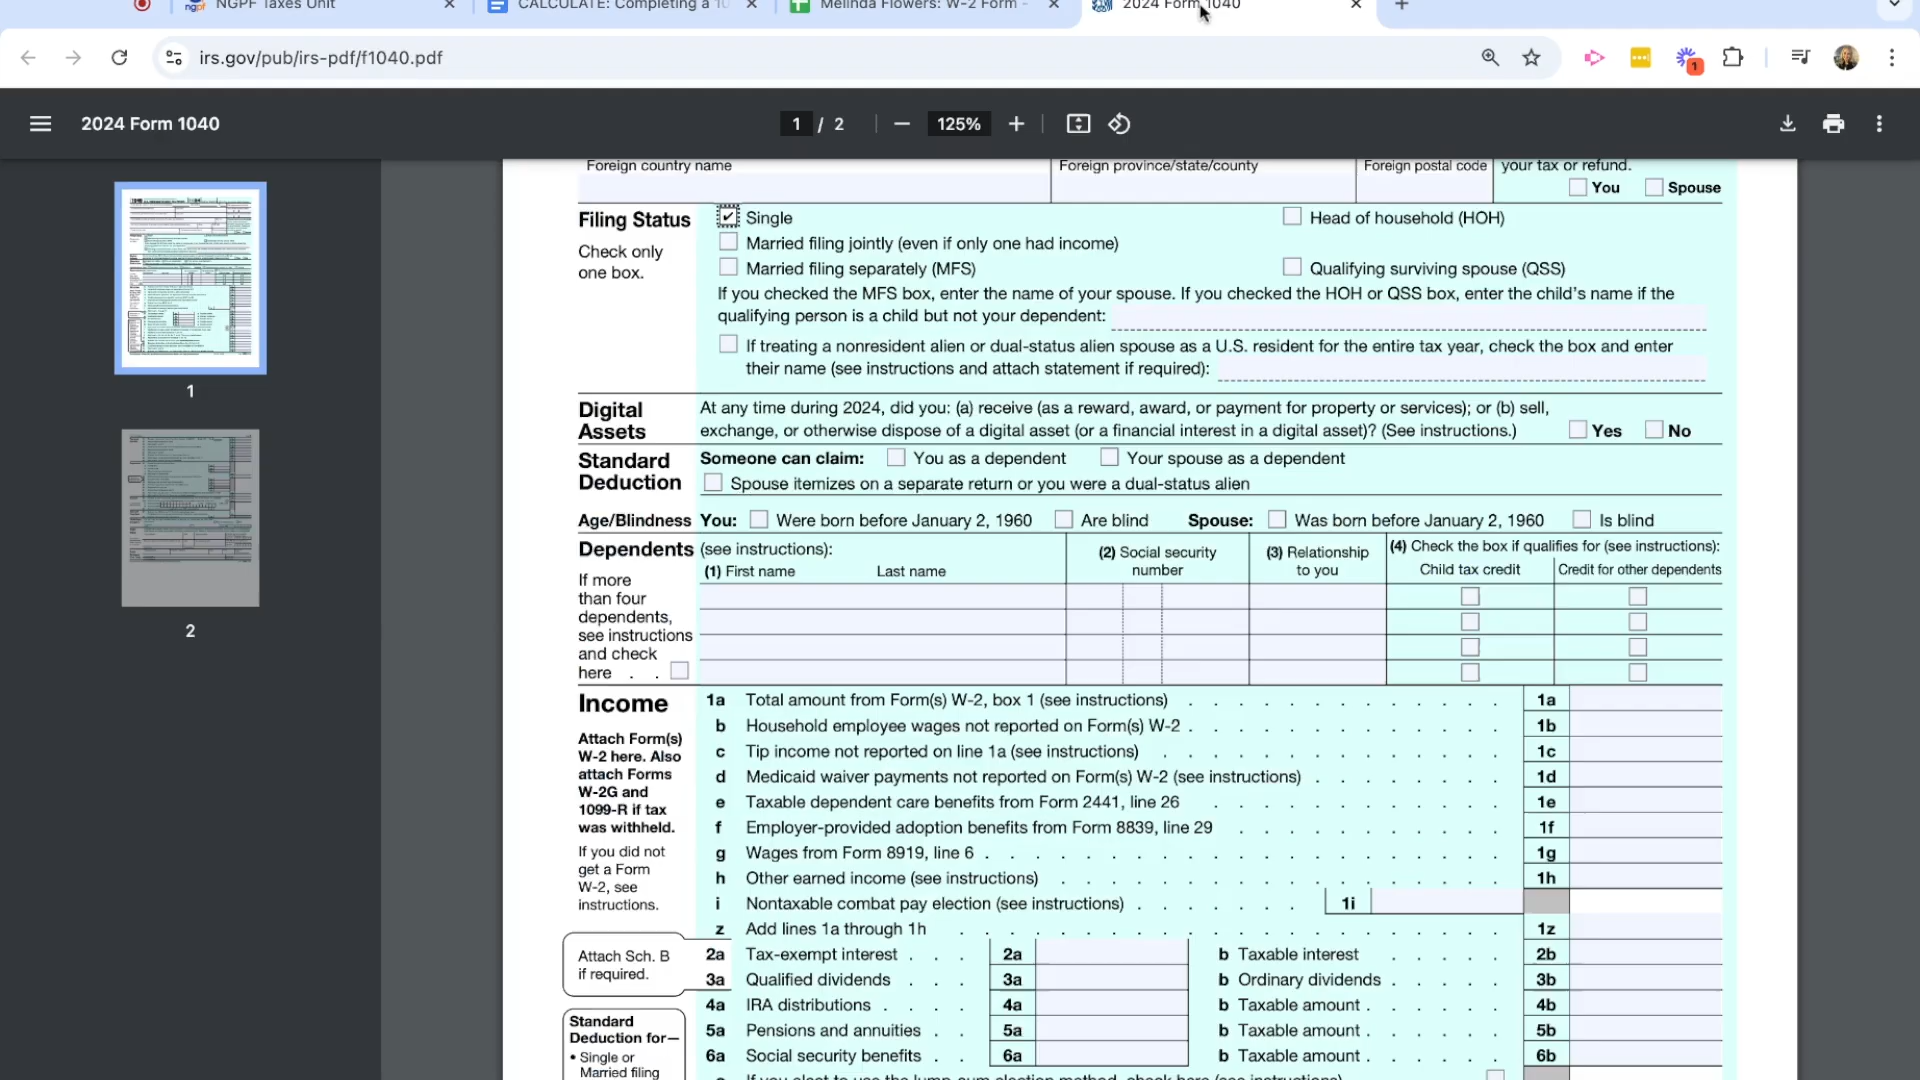 NGPF Taxes Unit
CALCULATE: Completing a 10
Melinda Flowers: W-2 Form -
2024 Form 1040
irs.gov/pub/irs-pdf/f1040.pdf
1
2024 Form 1040
1 / 2
125%
Foreign country name
Foreign province/state/county
Foreign postal code
your tax or refund.
You
Spouse
Filing Status
Check only
one box.
Single
Head of household (HOH)
Married filing jointly (even if only one had income)
Married filing separately (MFS)
Qualifying surviving spouse (QSS)
If you checked the MFS box, enter the name of your spouse. If you checked the HOH or QSS box, enter the child's name if the
qualifying person is a child but not your dependent:
If treating a nonresident alien or dual-status alien spouse as a U.S. resident for the entire tax year, check the box and enter
their name (see instructions and attach statement if required):
Digital
Assets
At any time during 2024, did you: (a) receive (as a reward, award, or payment for property or services); or (b) sell,
exchange, or otherwise dispose of a digital asset (or a financial interest in a digital asset)? (See instructions.)
Yes
No
Standard
Deduction
Someone can claim:
You as a dependent
Your spouse as a dependent
Spouse itemizes on a separate return or you were a dual-status alien
Age/Blindness
You:
Were born before January 2, 1960
Are blind
Spouse:
Was born before January 2, 1960
Is blind
Dependents (see instructions):
(1) First name
Last name
(2) Social security
number
(3) Relationship
to you
(4) Check the box if qualifies for (see instructions):
Child tax credit
Credit for other dependents
If more
than four
dependents,
see instructions
and check
here . .
Income
Attach Form(s)
W-2 here. Also
attach Forms
W-2G and
1099-R if tax
was withheld.
If you did not
get a Form
W-2, see
instructions.
1a Total amount from Form(s) W-2, box 1 (see instructions) 1a
b Household employee wages not reported on Form(s) W-2 1b
c Tip income not reported on line 1a (see instructions) 1c
d Medicaid waiver payments not reported on Form(s) W-2 (see instructions) 1d
e Taxable dependent care benefits from Form 2441, line 26 1e
f Employer-provided adoption benefits from Form 8839, line 29 1f
g Wages from Form 8919, line 6 1g
h Other earned income (see instructions) 1h
i Nontaxable combat pay election (see instructions) 1i
z Add lines 1a through 1h 1z
Attach Sch. B
if required.
2a Tax-exempt interest 2a b Taxable interest 2b
3a Qualified dividends 3a b Ordinary dividends 3b
4a IRA distributions 4a b Taxable amount 4b
5a Pensions and annuities 5a b Taxable amount 5b
6a Social security benefits 6a b Taxable amount 6b
c If you elect to use the lump-sum election method, check here (see instructions)
Standard
Deduction for—
• Single or
Married filing
1
2